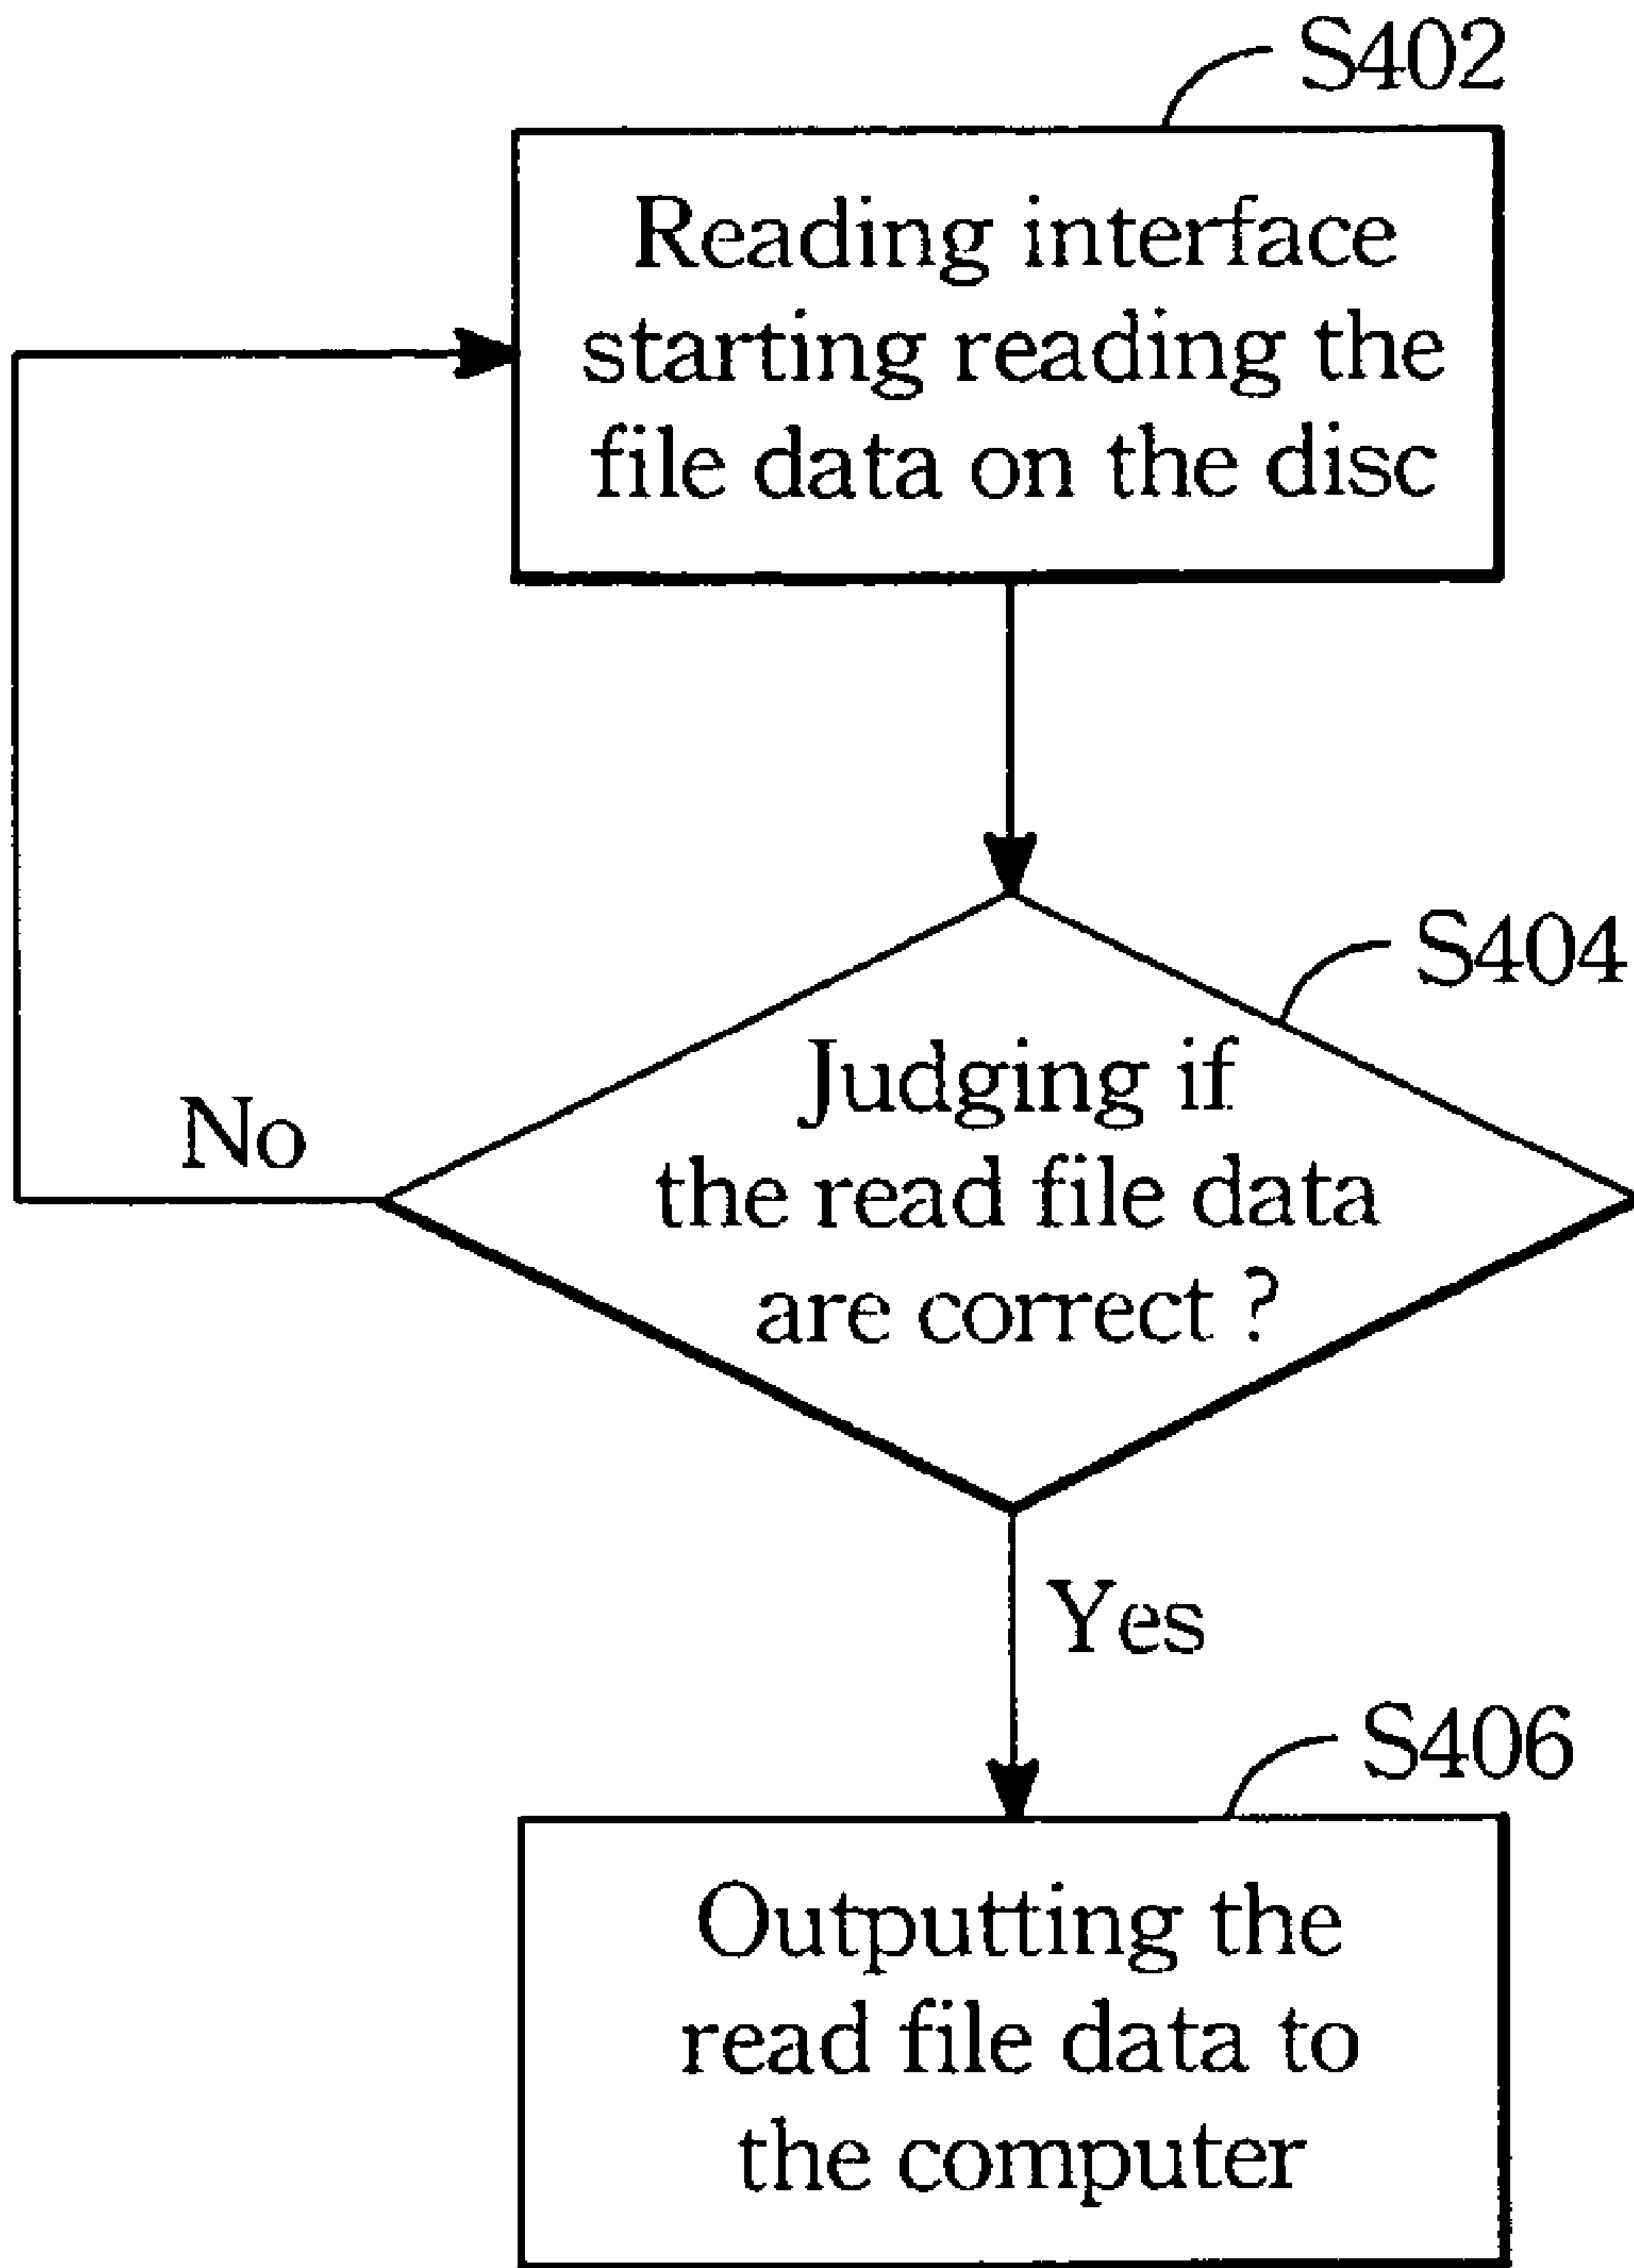 S402
Reading interface
starting reading the
file data on the disc
S404
Judging if
the read file data
are correct ?
No
Yes
S406
Outputting the
read file data to
the computer